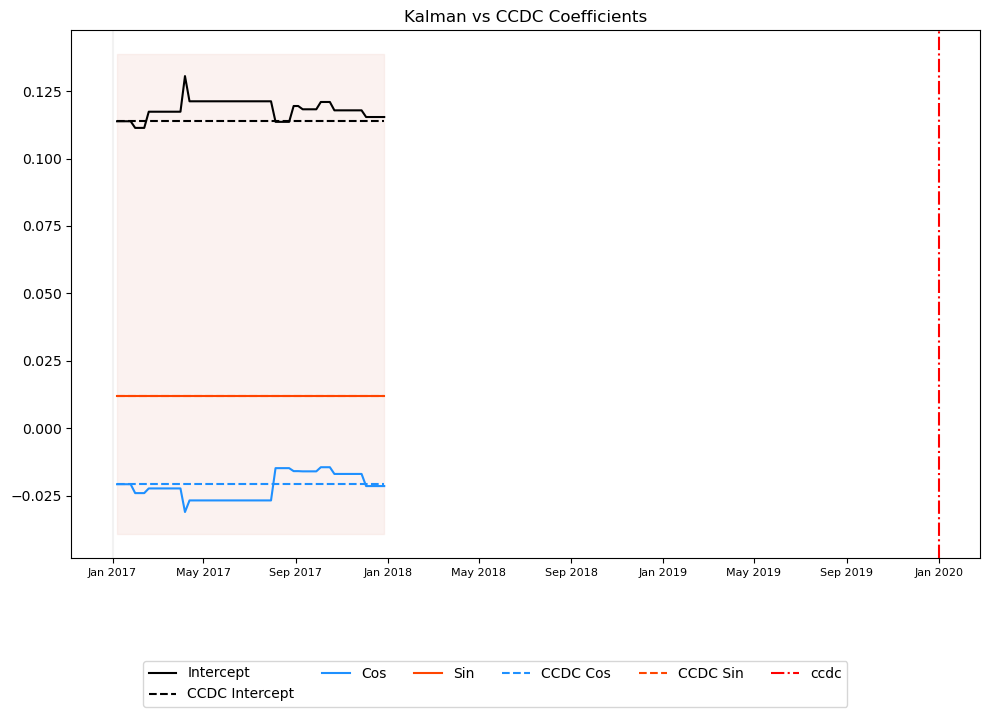 Kalman vs CCDC Coefficients
0.125
0.100
0.075
0.050
0.025
0.000
−0.025
Jan 2017 May 2017 Sep 2017 Jan 2018 May 2018 Sep 2018 Jan 2019 May 2019 Sep 2019 Jan 2020
Intercept Cos Sin CCDC Cos CCDC Sin ccdc
CCDC Intercept